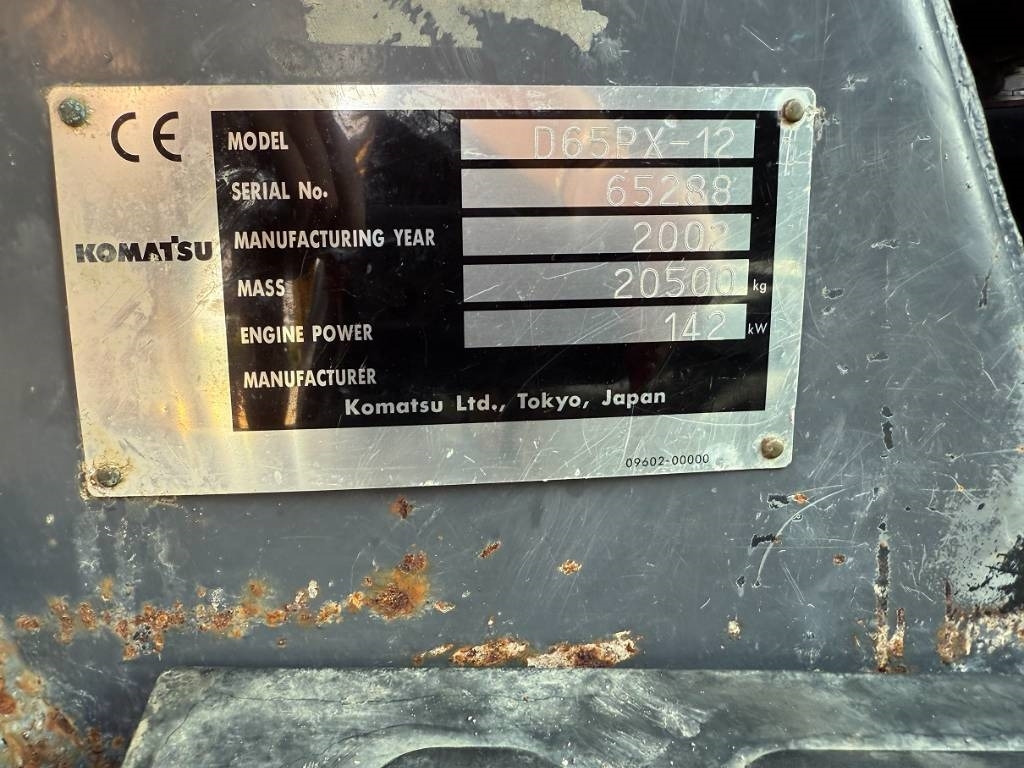 CE
KOMATSU
MODEL D65PX-12
SERIAL No. 65288
MANUFACTURING YEAR 2002
MASS 20500 kg
ENGINE POWER 142 kW
MANUFACTURER
Komatsu Ltd., Tokyo, Japan
09602-00000